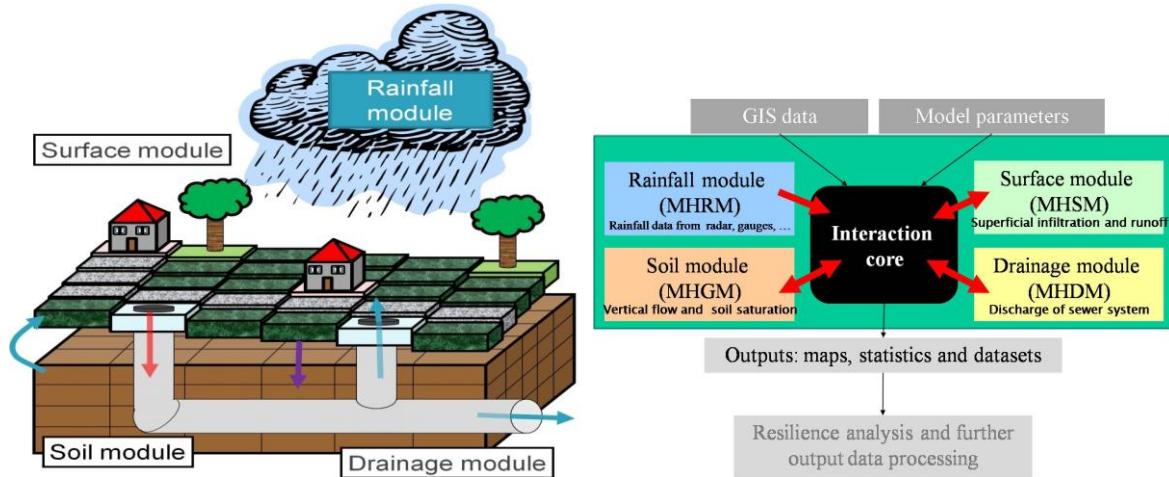 Rainfall
module
Surface module
Soil module
Drainage module
GIS data
Model parameters
Rainfall module
(MHRM)
Rainfall data from radar, gauges, ...
Surface module
(MHSM)
Superficial infiltration and runoff
Interaction
core
Soil module
(MHGM)
Vertical flow and soil saturation
Drainage module
(MHDM)
Discharge of sewer system
Outputs: maps, statistics and datasets
Resilience analysis and further
output data processing